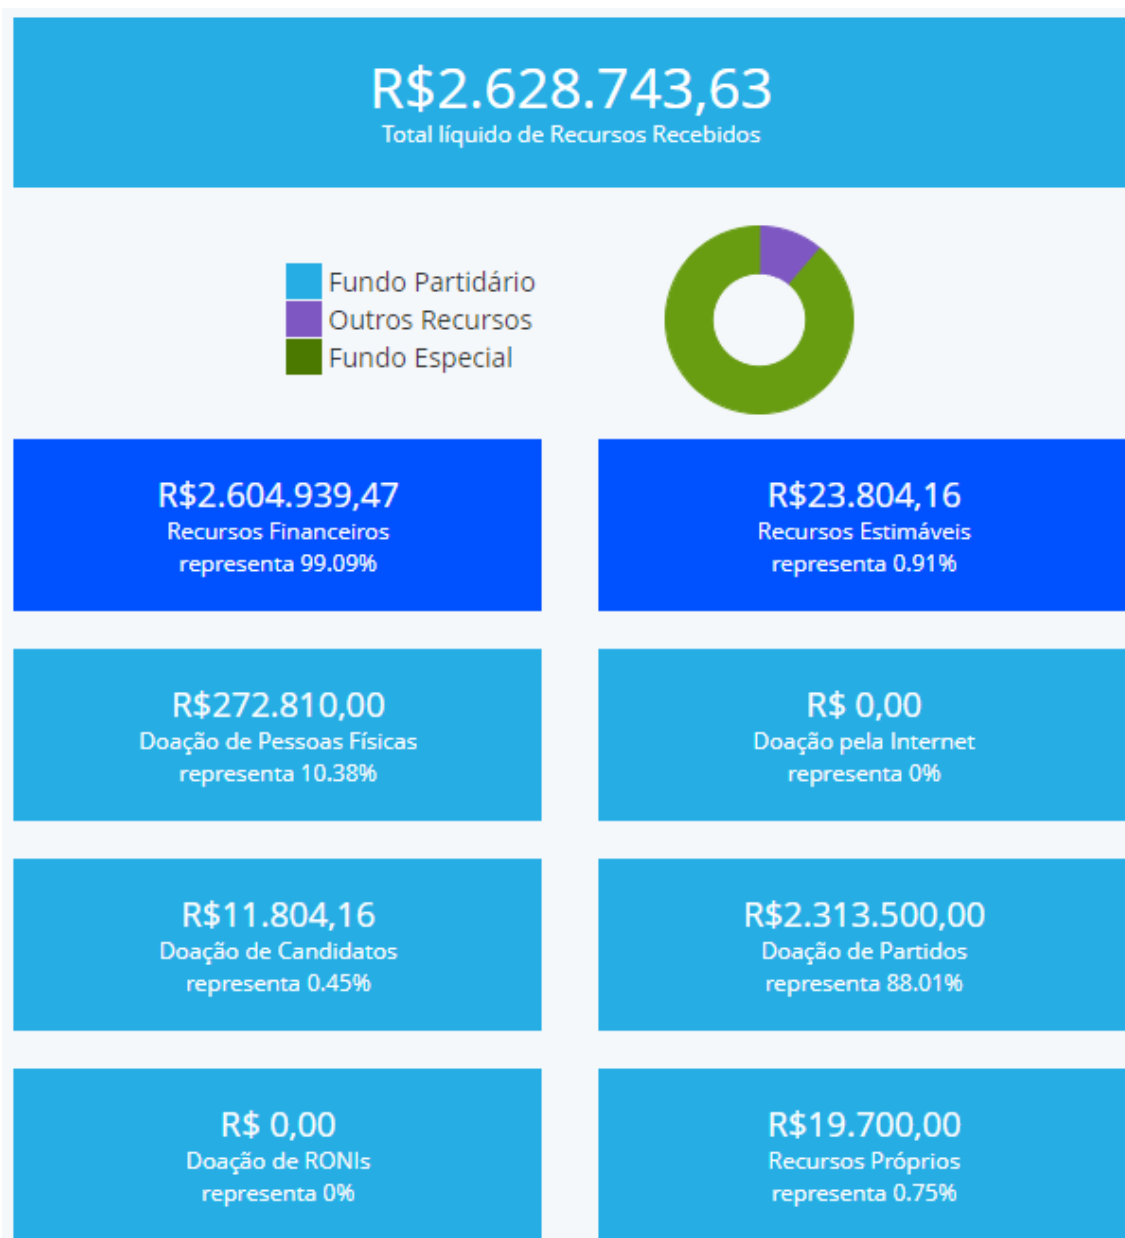 R$2.628.743,63
Total líquido de Recursos Recebidos
Fundo Partidário
Outros Recursos
Fundo Especial
R$2.604.939,47
Recursos Financeiros
representa 99.09%
R$23.804,16
Recursos Estimáveis
representa 0.91%
R$272.810,00
Doação de Pessoas Físicas
representa 10.38%
R$ 0,00
Doação pela Internet
representa 0%
R$11.804,16
Doação de Candidatos
representa 0.45%
R$2.313.500,00
Doação de Partidos
representa 88.01%
R$ 0,00
Doação de RONIs
representa 0%
R$19.700,00
Recursos Próprios
representa 0.75%